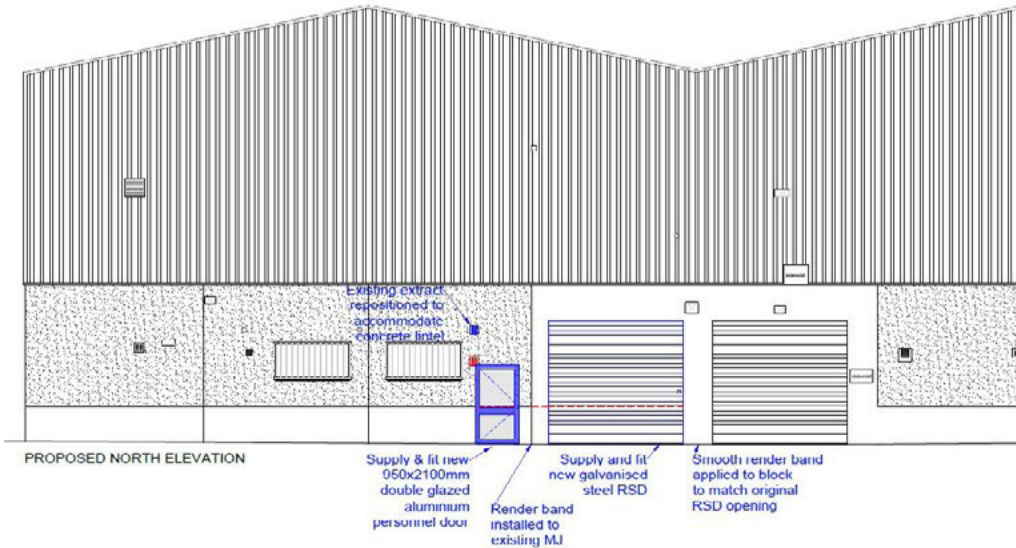 Existing extract
repositioned to
accommodate
concrete lintel
PROPOSED NORTH ELEVATION
Supply & fit new
950x2100mm
double glazed
aluminium
personnel door
Render band
installed to
existing MJ
Supply and fit
new galvanised
steel RSD
Smooth render band
applied to block
to match original
RSD opening